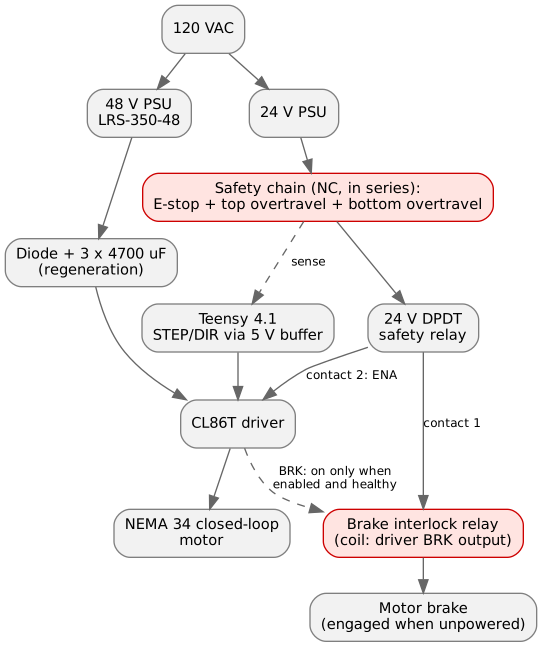 120 VAC
48 V PSU
LRS-350-48
24 V PSU
Safety chain (NC, in series):
E-stop + top overtravel + bottom overtravel
Diode + 3 x 4700 uF
(regeneration)
sense
Teensy 4.1
STEP/DIR via 5 V buffer
24 V DPDT
safety relay
contact 2: ENA
CL86T driver
contact 1
BRK: on only when
enabled and healthy
NEMA 34 closed-loop
motor
Brake interlock relay
(coil: driver BRK output)
Motor brake
(engaged when unpowered)